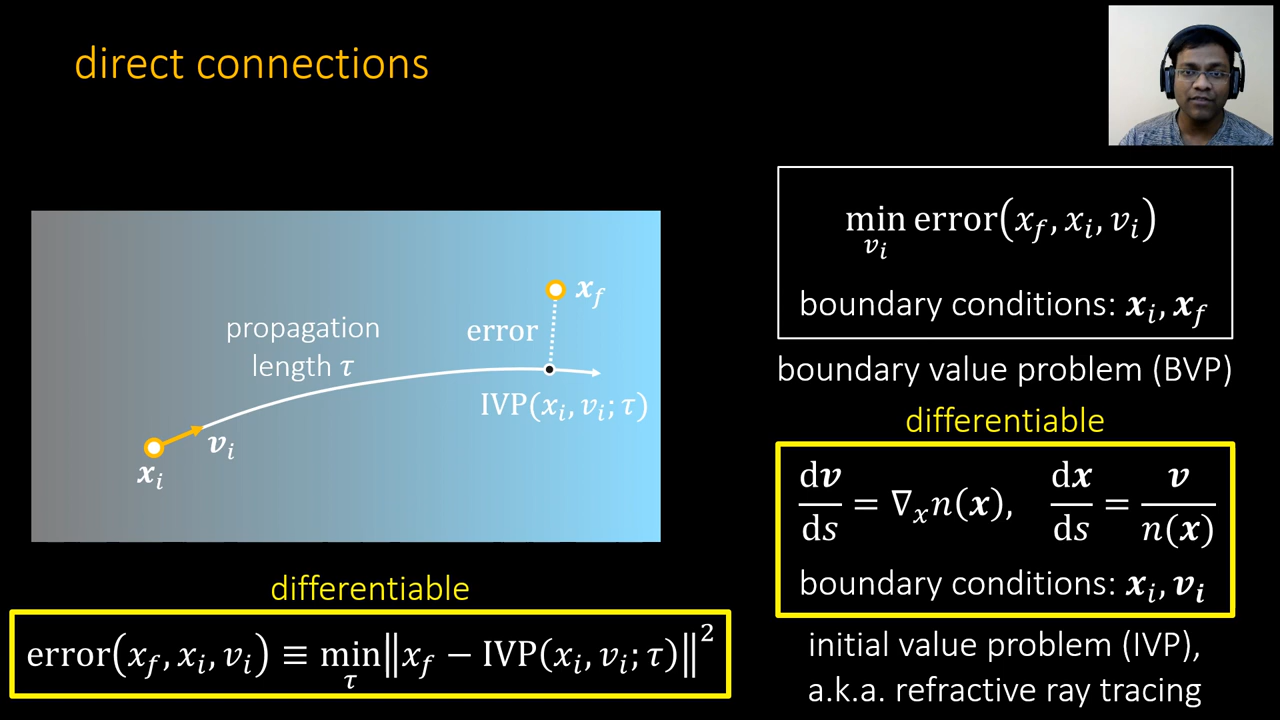 direct connections
propagation
length τ
error
𝒙_f
IVP(x_i, v_i; τ)
𝒗_i
𝒙_i
differentiable
error(x_f, x_i, v_i) ≡ min_τ ‖x_f − IVP(x_i, v_i; τ)‖²
min_{v_i} error(x_f, x_i, v_i)
boundary conditions: 𝒙_i, 𝒙_f
boundary value problem (BVP)
differentiable
d𝒗/ds = ∇_x n(𝒙), d𝒙/ds = 𝒗/n(𝒙)
boundary conditions: 𝒙_i, 𝒗_i
initial value problem (IVP),
a.k.a. refractive ray tracing